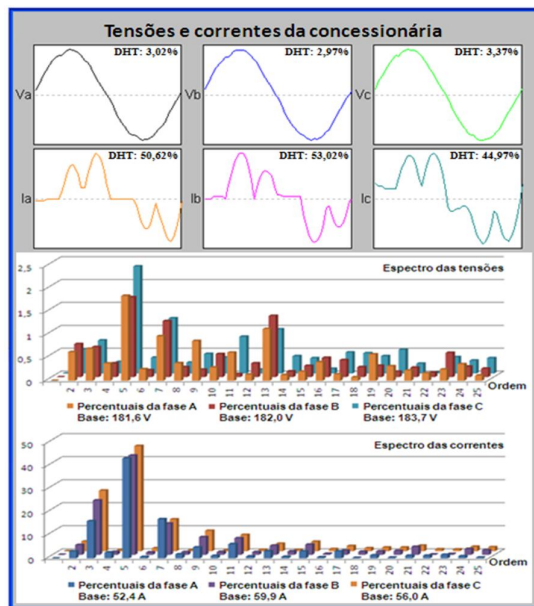 Tensões e correntes da concessionária
DHT: 3,02%
DHT: 2,97%
DHT: 3,37%
Va
Vb
Vc
DHT: 50,62%
DHT: 53,02%
DHT: 44,97%
Ia
Ib
Ic
Espectro das tensões
2,5
2
1,5
1
0,5
0
2 3 4 5 6 7 8 9 10 11 12 13 14 15 16 17 18 19 20 21 22 23 24 25
Ordem
Percentuais da fase A
Base: 181,6 V
Percentuais da fase B
Base: 182,0 V
Percentuais da fase C
Base: 183,7 V
Espectro das correntes
50
40
30
20
10
0
2 3 4 5 6 7 8 9 10 11 12 13 14 15 16 17 18 19 20 21 22 23 24 25
Ordem
Percentuais da fase A
Base: 52,4 A
Percentuais da fase B
Base: 59,9 A
Percentuais da fase C
Base: 56,0 A